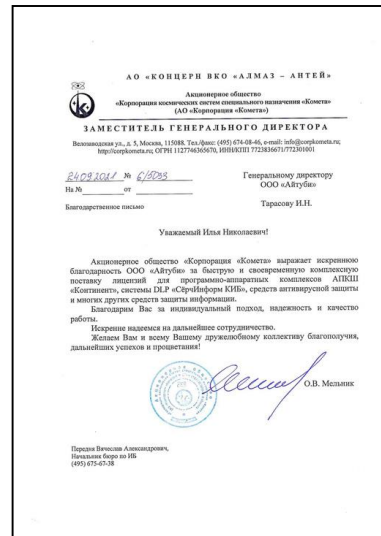 АО «КОНЦЕРН ВКО «АЛМАЗ – АНТЕЙ»
Акционерное общество
«Корпорация космических систем специального назначения «Комета»
(АО «Корпорация «Комета»)
ЗАМЕСТИТЕЛЬ ГЕНЕРАЛЬНОГО ДИРЕКТОРА
Велозаводская ул., д. 5, Москва, 115088. Тел./факс: (495) 674-08-46, e-mail: info@corpkometa.ru;
http://corpkometa.ru; ОГРН 1127746365670, ИНН/КПП 7723836671/772301001
24.09.2021 № 6/5033
На № от
Генеральному директору
ООО «Айтуби»
Благодарственное письмо
Тарасову И.Н.
Уважаемый Илья Николаевич!
Акционерное общество «Корпорация «Комета» выражает искреннюю
благодарность ООО «Айтуби» за быструю и своевременную комплексную
поставку лицензий для программно-аппаратных комплексов АПКШ
«Континент», системы DLP «СёрчИнформ КИБ», средств антивирусной защиты
и многих других средств защиты информации.
Благодарим Вас за индивидуальный подход, надежность и качество
работы.
Искренне надеемся на дальнейшее сотрудничество.
Желаем Вам и всему Вашему дружелюбному коллективу благополучия,
дальнейших успехов и процветания!
О.В. Мельник
Передня Вячеслав Александрович,
Начальник бюро по ИБ
(495) 675-67-38